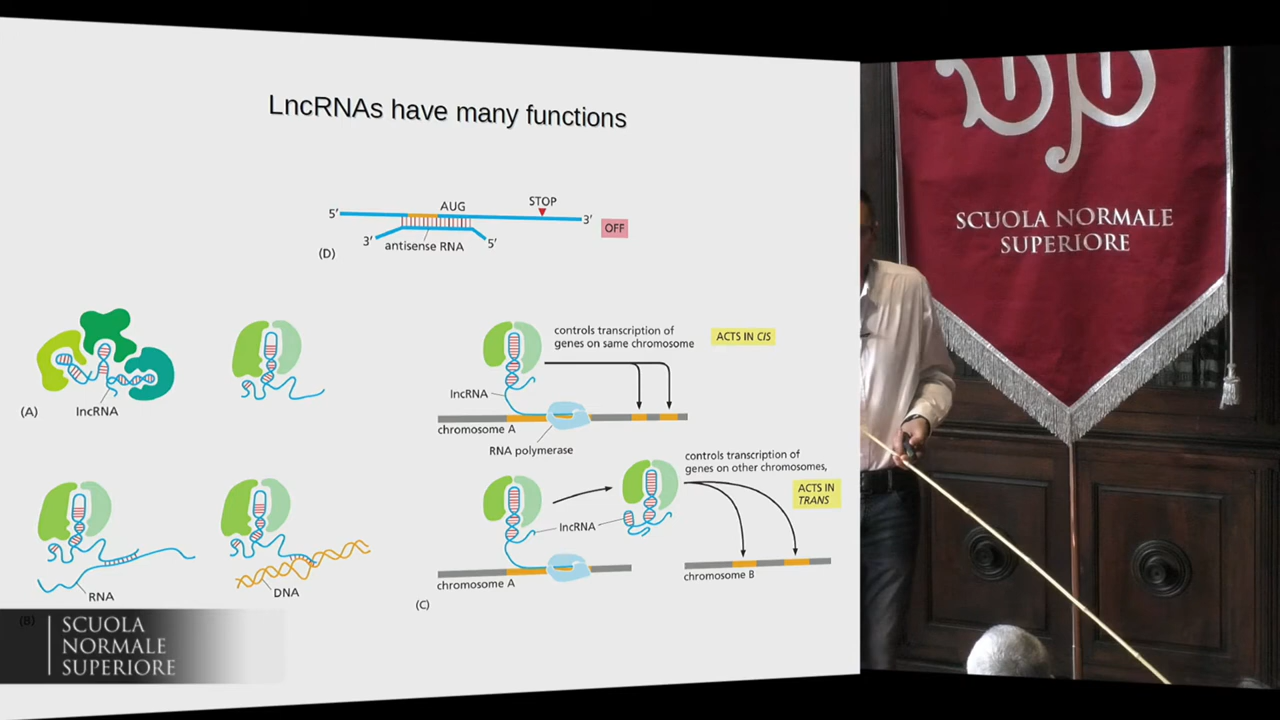 LncRNAs have many functions
5′
AUG
STOP
3′
OFF
3′
antisense RNA
5′
(D)
(A)
lncRNA
controls transcription of
genes on same chromosome
ACTS IN CIS
lncRNA
chromosome A
RNA polymerase
RNA
DNA
(B)
controls transcription of
genes on other chromosomes,
ACTS IN
TRANS
lncRNA
chromosome A
chromosome B
(C)
SCUOLA
NORMALE
SUPERIORE
SCUOLA NORMALE
SUPERIORE